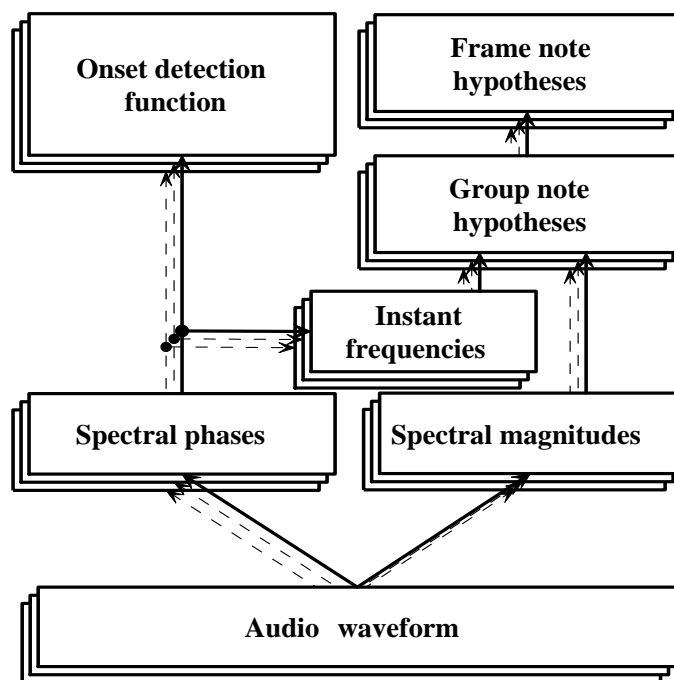 Onset detection
function
Frame note
hypotheses
Group note
hypotheses
Instant
frequencies
Spectral phases
Spectral magnitudes
Audio waveform